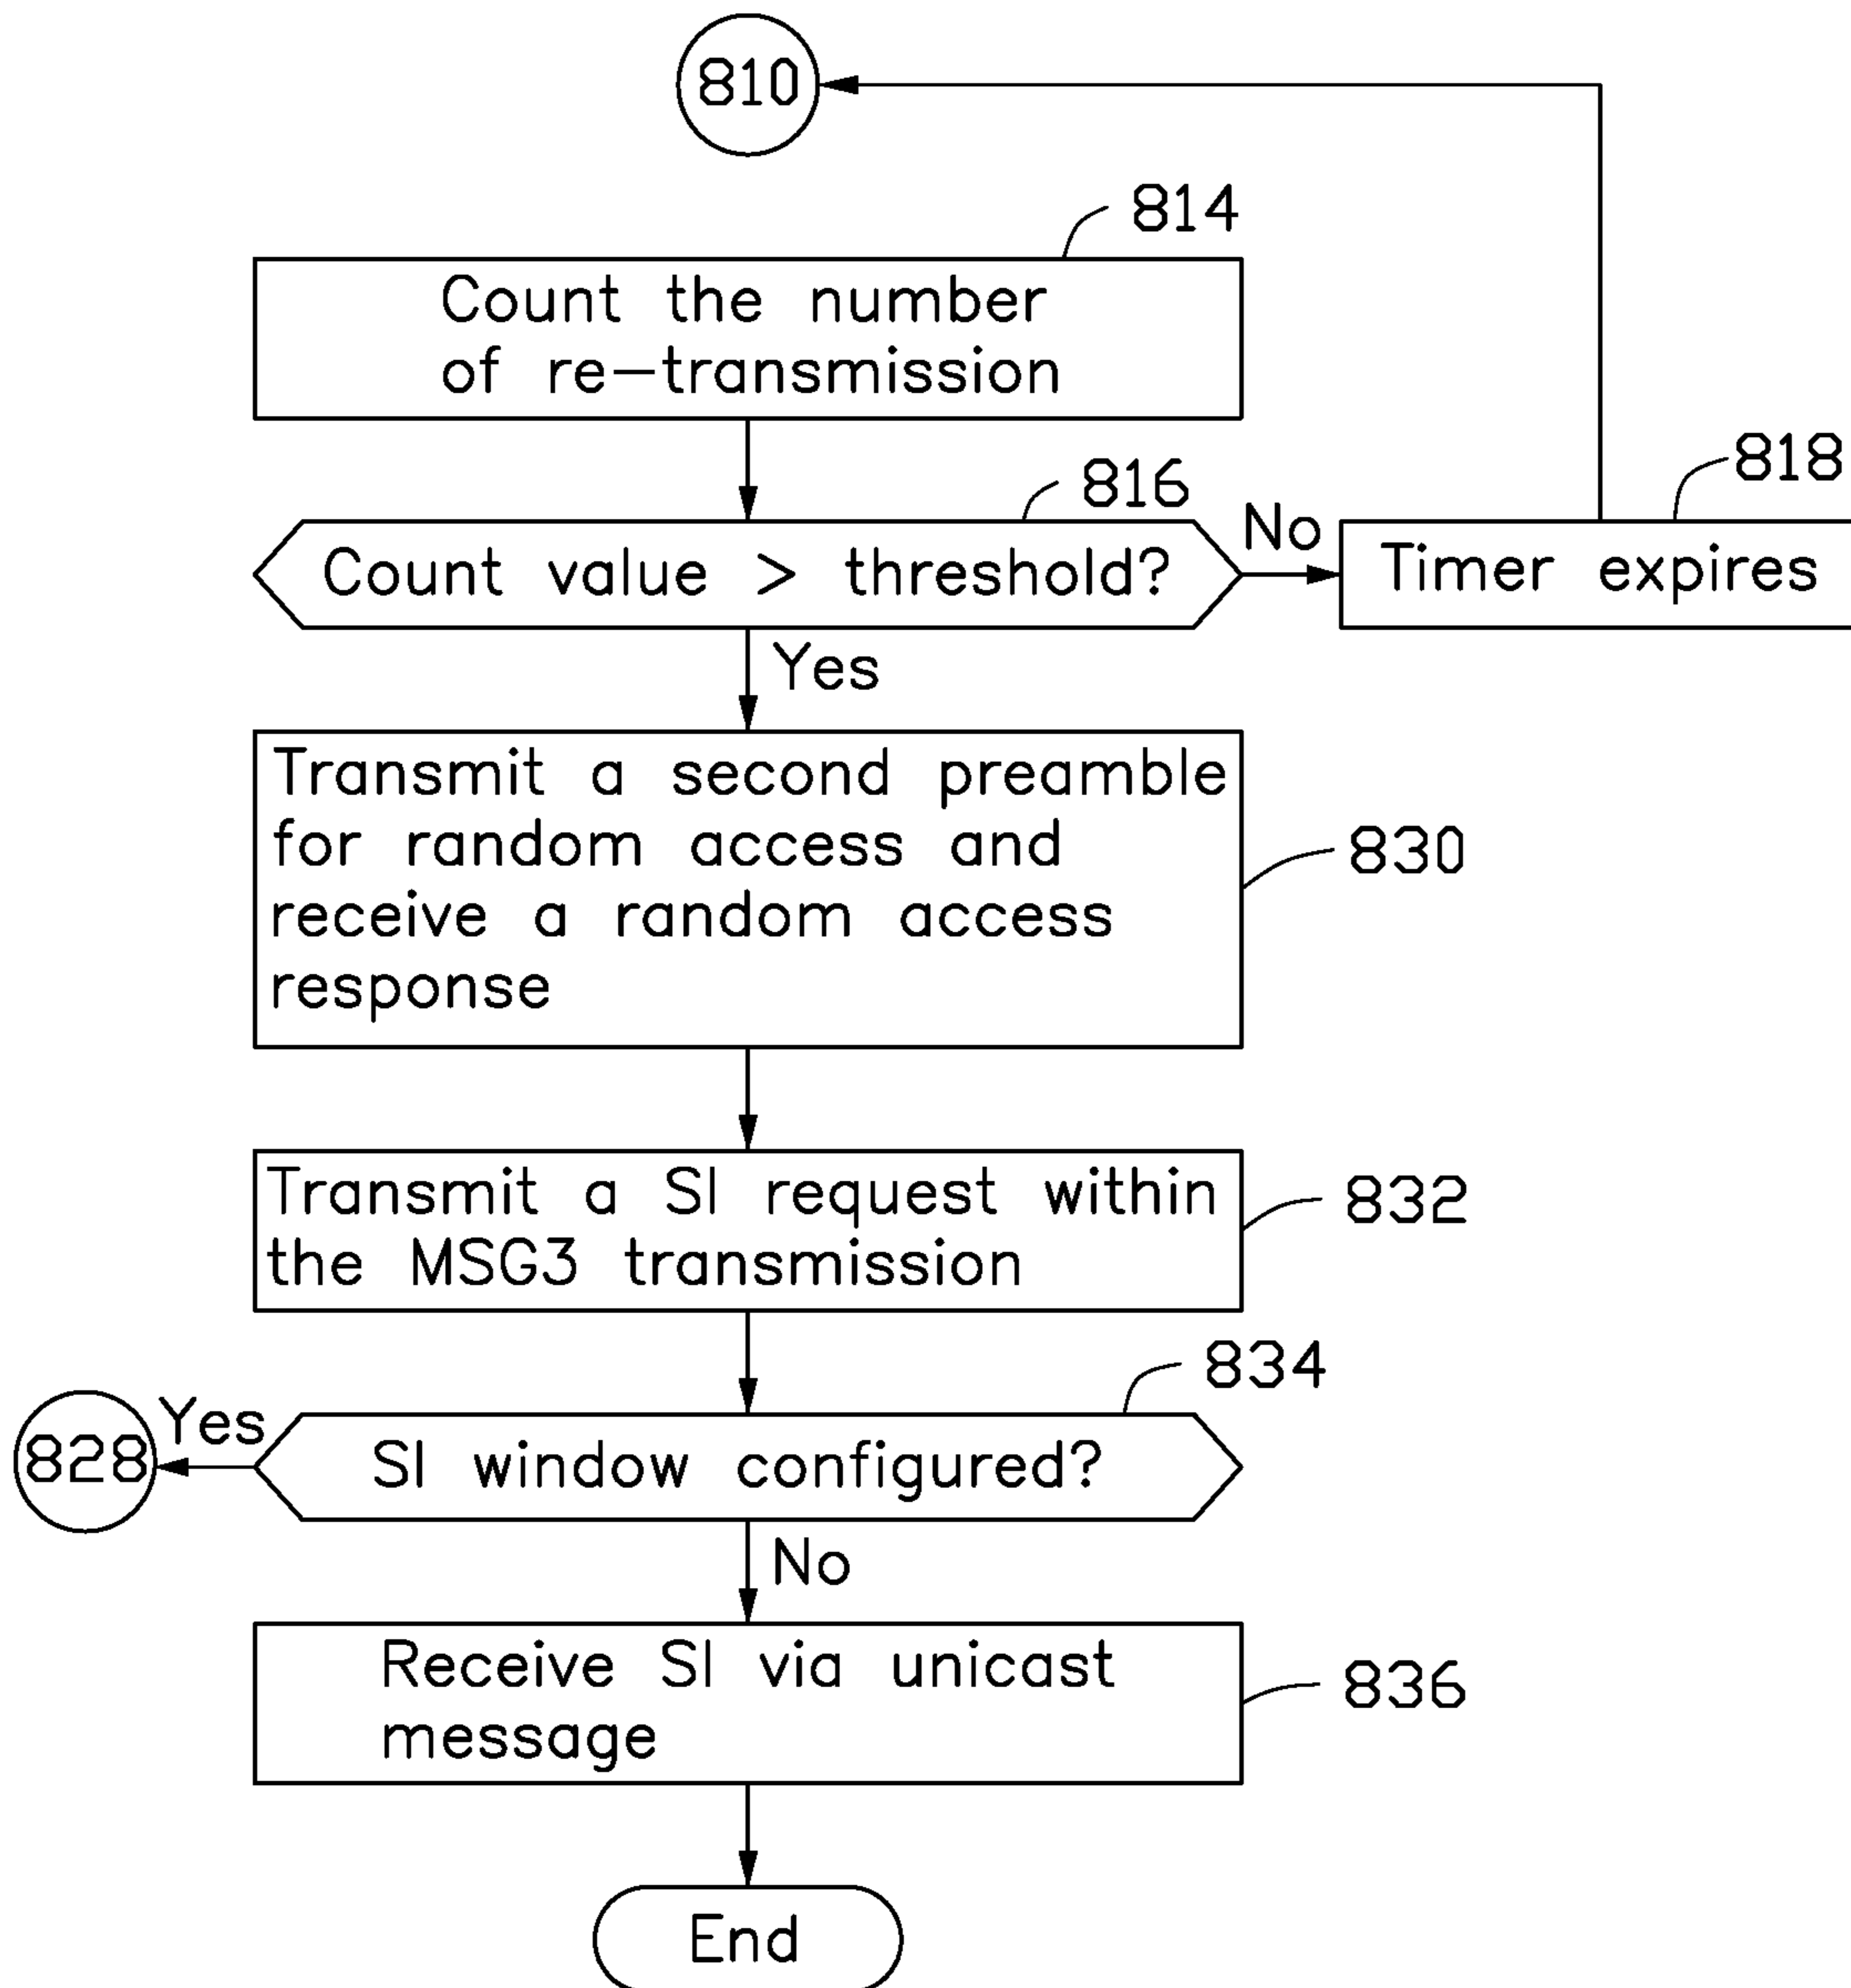 810
814
Count the number
of re-transmission
816
818
Count value > threshold?
No
Timer expires
Yes
Transmit a second preamble
for random access and
receive a random access
response
830
Transmit a SI request within
the MSG3 transmission
832
834
828
Yes
SI window configured?
No
Receive SI via unicast
message
836
End